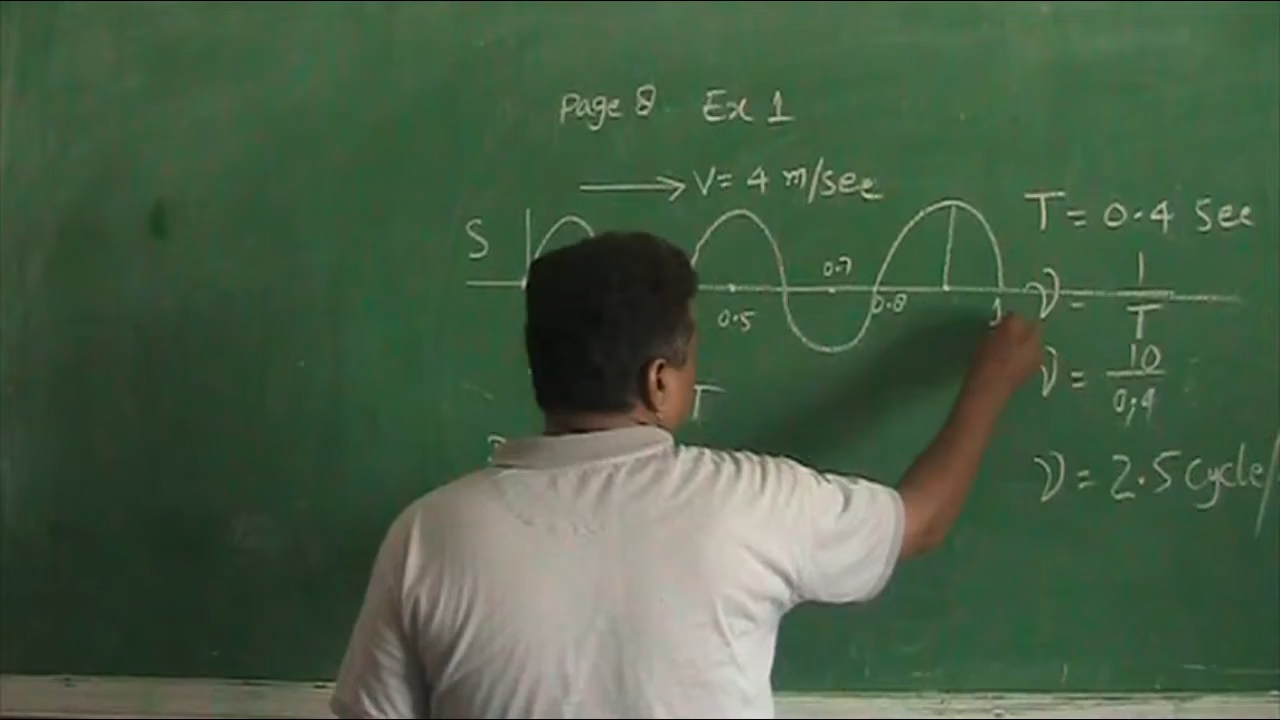 Page 8 Ex 1
V= 4 m/sec
S
T= 0.4 Sec
0.5
0.7
0.8
1
T
ν = 1/T
ν = 10/0,4
ν = 2.5 Cycle/